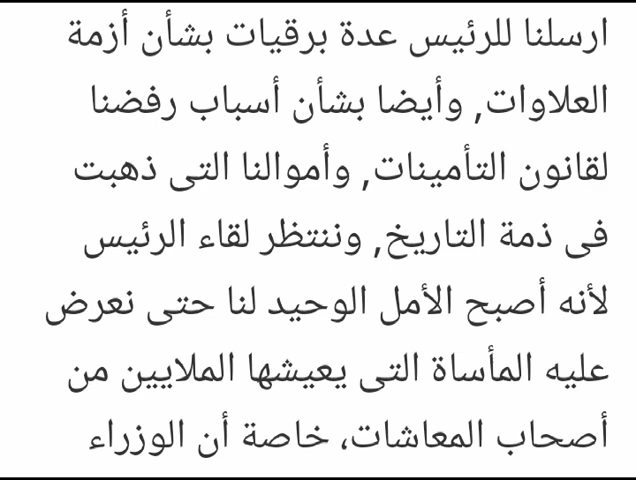 ارسلنا للرئيس عدة برقيات بشأن أزمة
العلاوات, وأيضا بشأن أسباب رفضنا
لقانون التأمينات, وأموالنا التى ذهبت
فى ذمة التاريخ, وننتظر لقاء الرئيس
لأنه أصبح الأمل الوحيد لنا حتى نعرض
عليه المأساة التى يعيشها الملايين من
أصحاب المعاشات، خاصة أن الوزراء